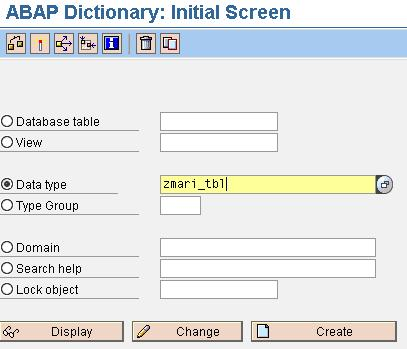 ABAP Dictionary: Initial Screen
Database table
View
Data type zmari_tbl
Type Group
Domain
Search help
Lock object
Display Change Create